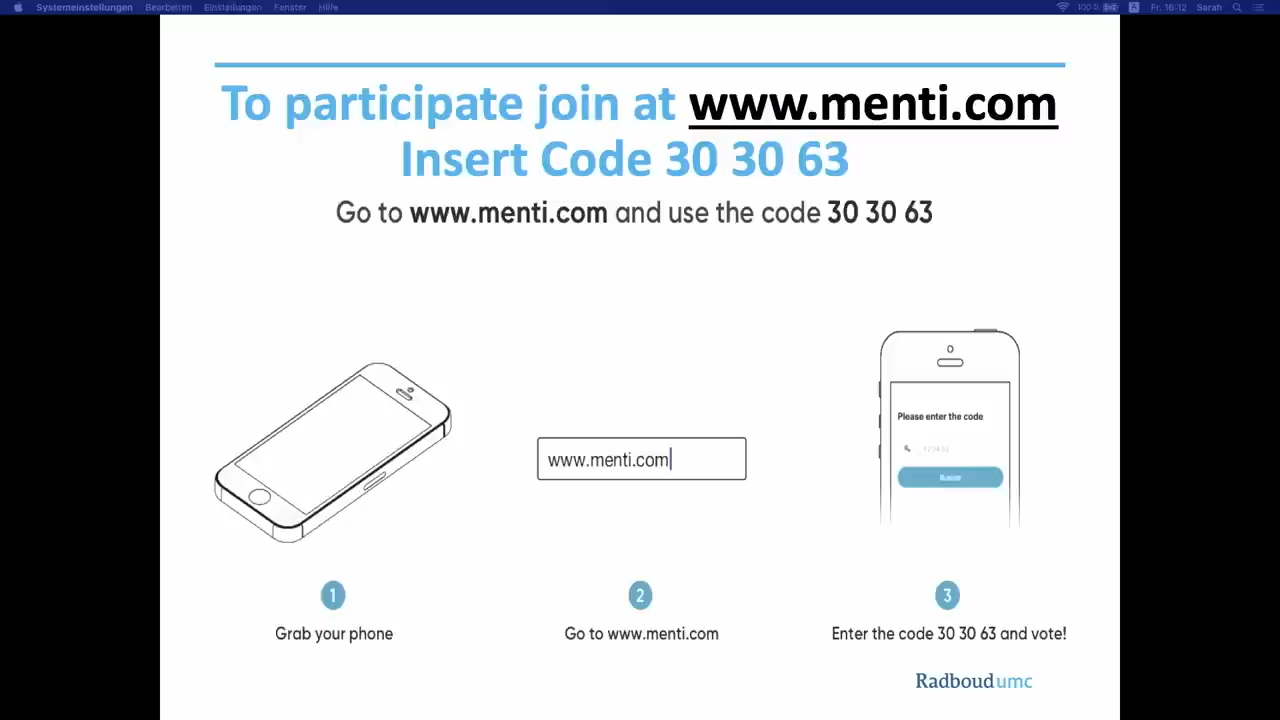 Systemeinstellungen Bearbeiten Einstellungen Fenster Hilfe
100 % A Fr. 16:12 Sarah
To participate join at www.menti.com
Insert Code 30 30 63
Go to www.menti.com and use the code 30 30 63
www.menti.com
Please enter the code
1
2
3
Grab your phone
Go to www.menti.com
Enter the code 30 30 63 and vote!
Radboudumc